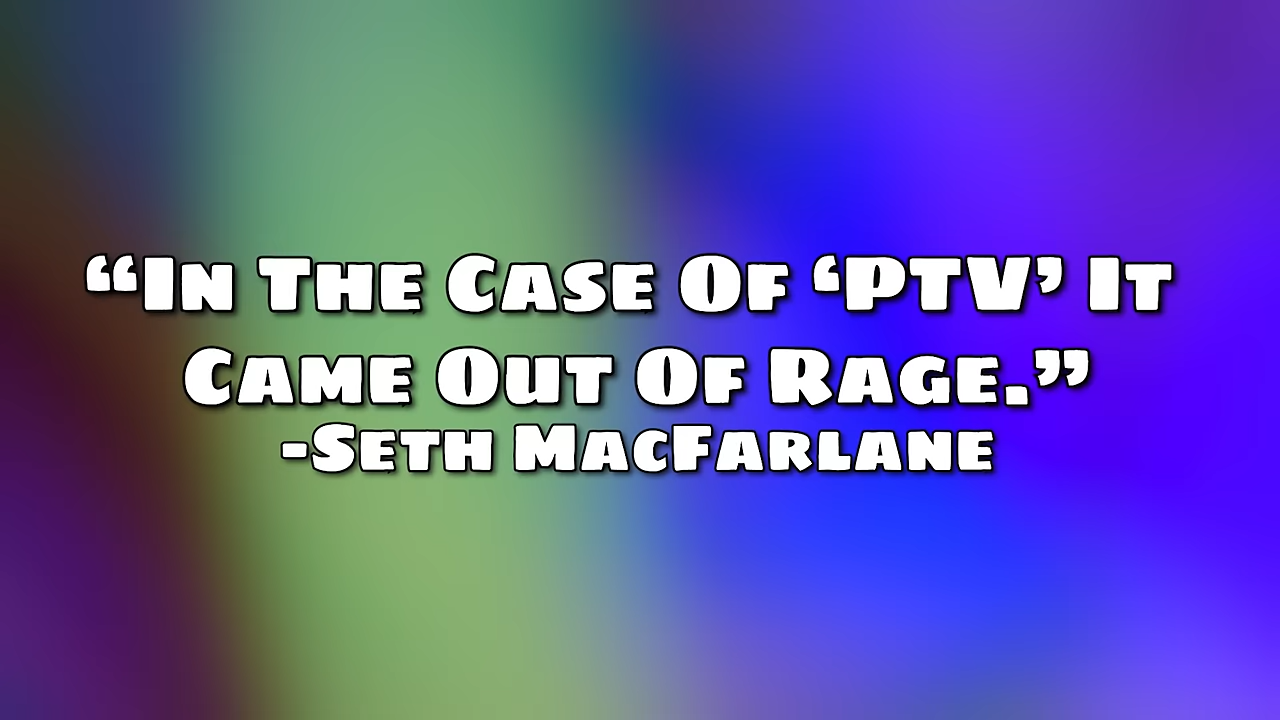 “In The Case Of ‘PTV’ It
Came Out Of Rage.”
-Seth MacFarlane